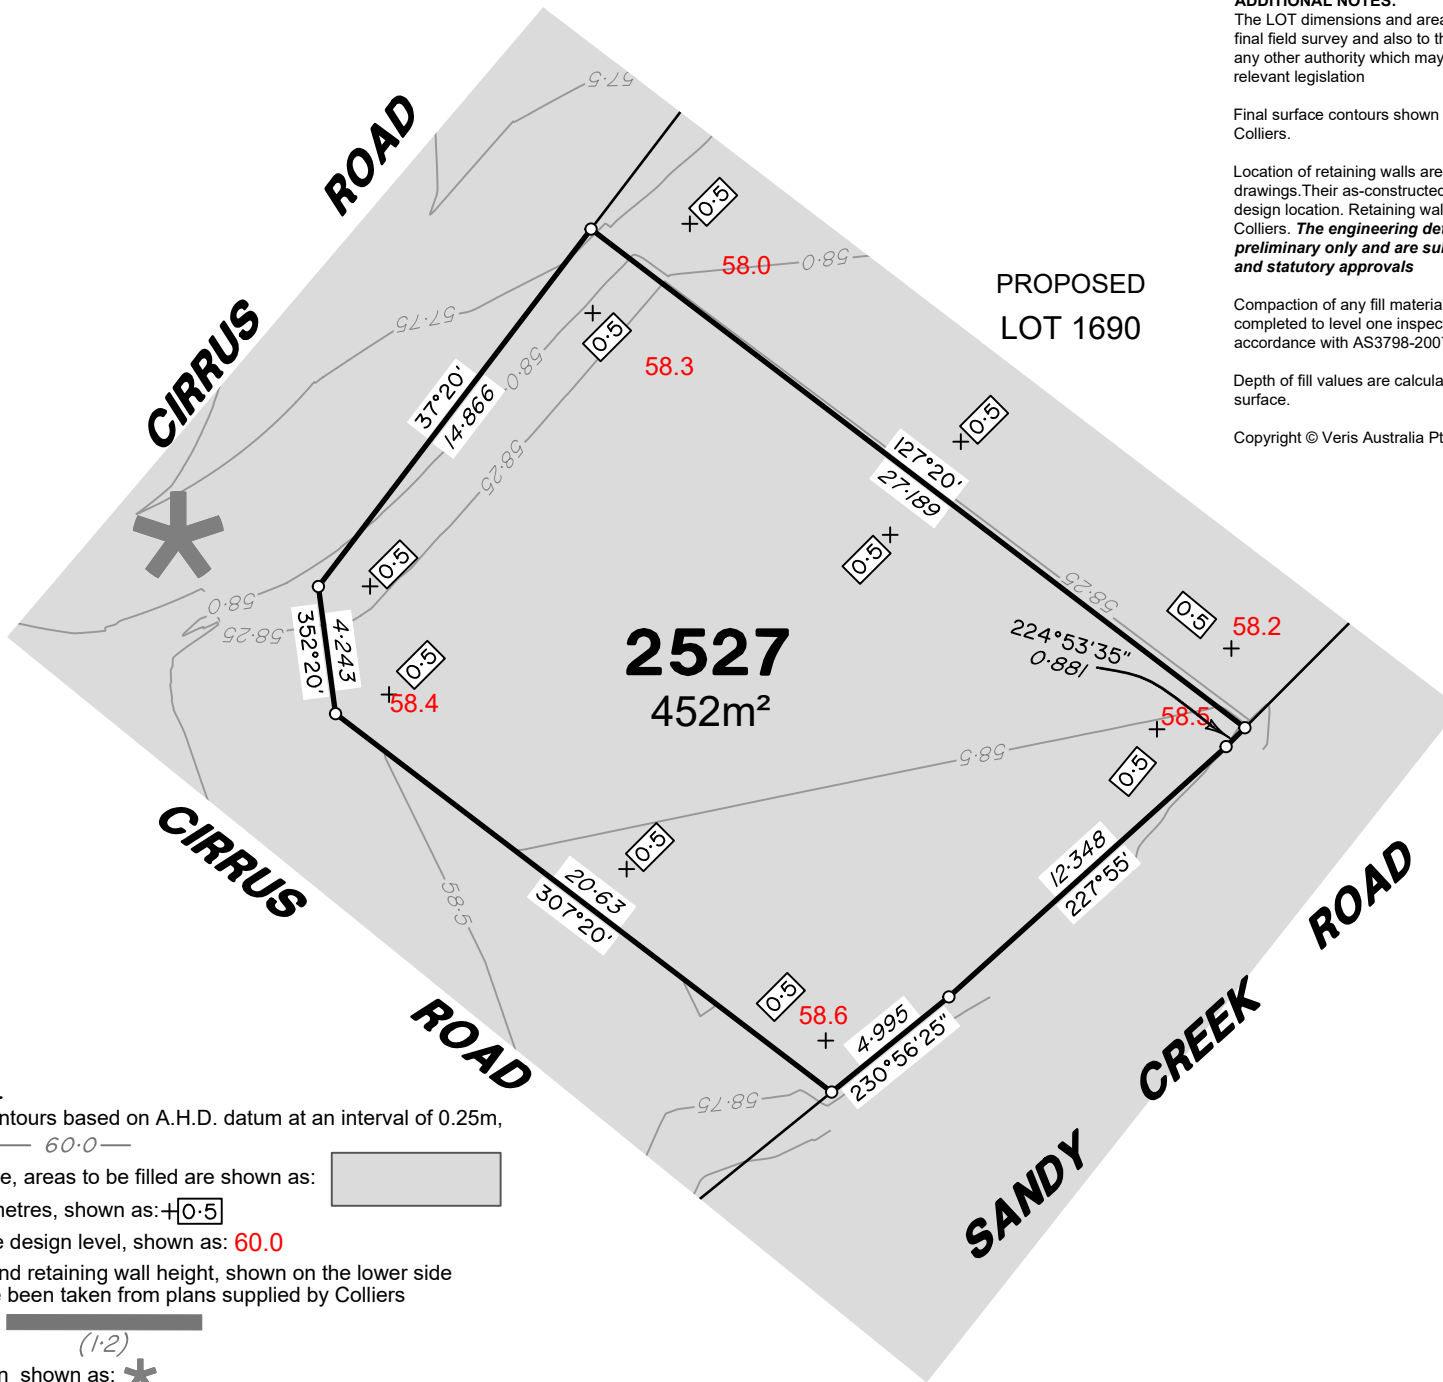 ADDITIONAL NOTES:
The LOT dimensions and area
final field survey and also to th
any other authority which may
relevant legislation
Final surface contours shown
Colliers.
Location of retaining walls are
drawings.Their as-constructed
design location. Retaining wal
Colliers. The engineering det
preliminary only and are su
and statutory approvals
Compaction of any fill materia
completed to level one inspec
accordance with AS3798-2007
Depth of fill values are calcula
surface.
Copyright © Veris Australia Pt
57·5
CIRRUS ROAD
0·5
58.0
58·0
PROPOSED
LOT 1690
57·75
0·5
58.3
58·0
37°20'
14·866
58·25
0·5
127°20'
27·189
0·5
0·5
58·25
0·5
58.2
58·0
58·25
352°20'
4·243
0·5
58.4
2527
452m²
224°53'35"
0·881
58.5
58·5
0·5
CIRRUS ROAD
58·5
0·5
20·63
307°20'
12·348
227°55'
0·5
58.6
4·995
230°56'25"
58·75
SANDY CREEK ROAD
ntours based on A.H.D. datum at an interval of 0.25m,
60·0
e, areas to be filled are shown as:
netres, shown as:+0·5
e design level, shown as: 60.0
nd retaining wall height, shown on the lower side
e been taken from plans supplied by Colliers
(1·2)
n shown as: